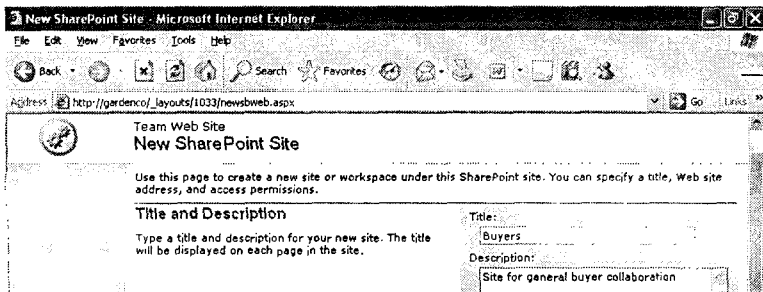 New SharePoint Site - Microsoft Internet Explorer
File Edit View Favorites Tools Help
Back Search Favorites
Address http://gardenco/_layouts/1033/newsbweb.aspx Go Links »
Team Web Site
New SharePoint Site
Use this page to create a new site or workspace under this SharePoint site. You can specify a title, Web site
address, and access permissions.
Title and Description
Title:
Type a title and description for your new site. The title
will be displayed on each page in the site.
Buyers
Description:
Site for general buyer collaboration